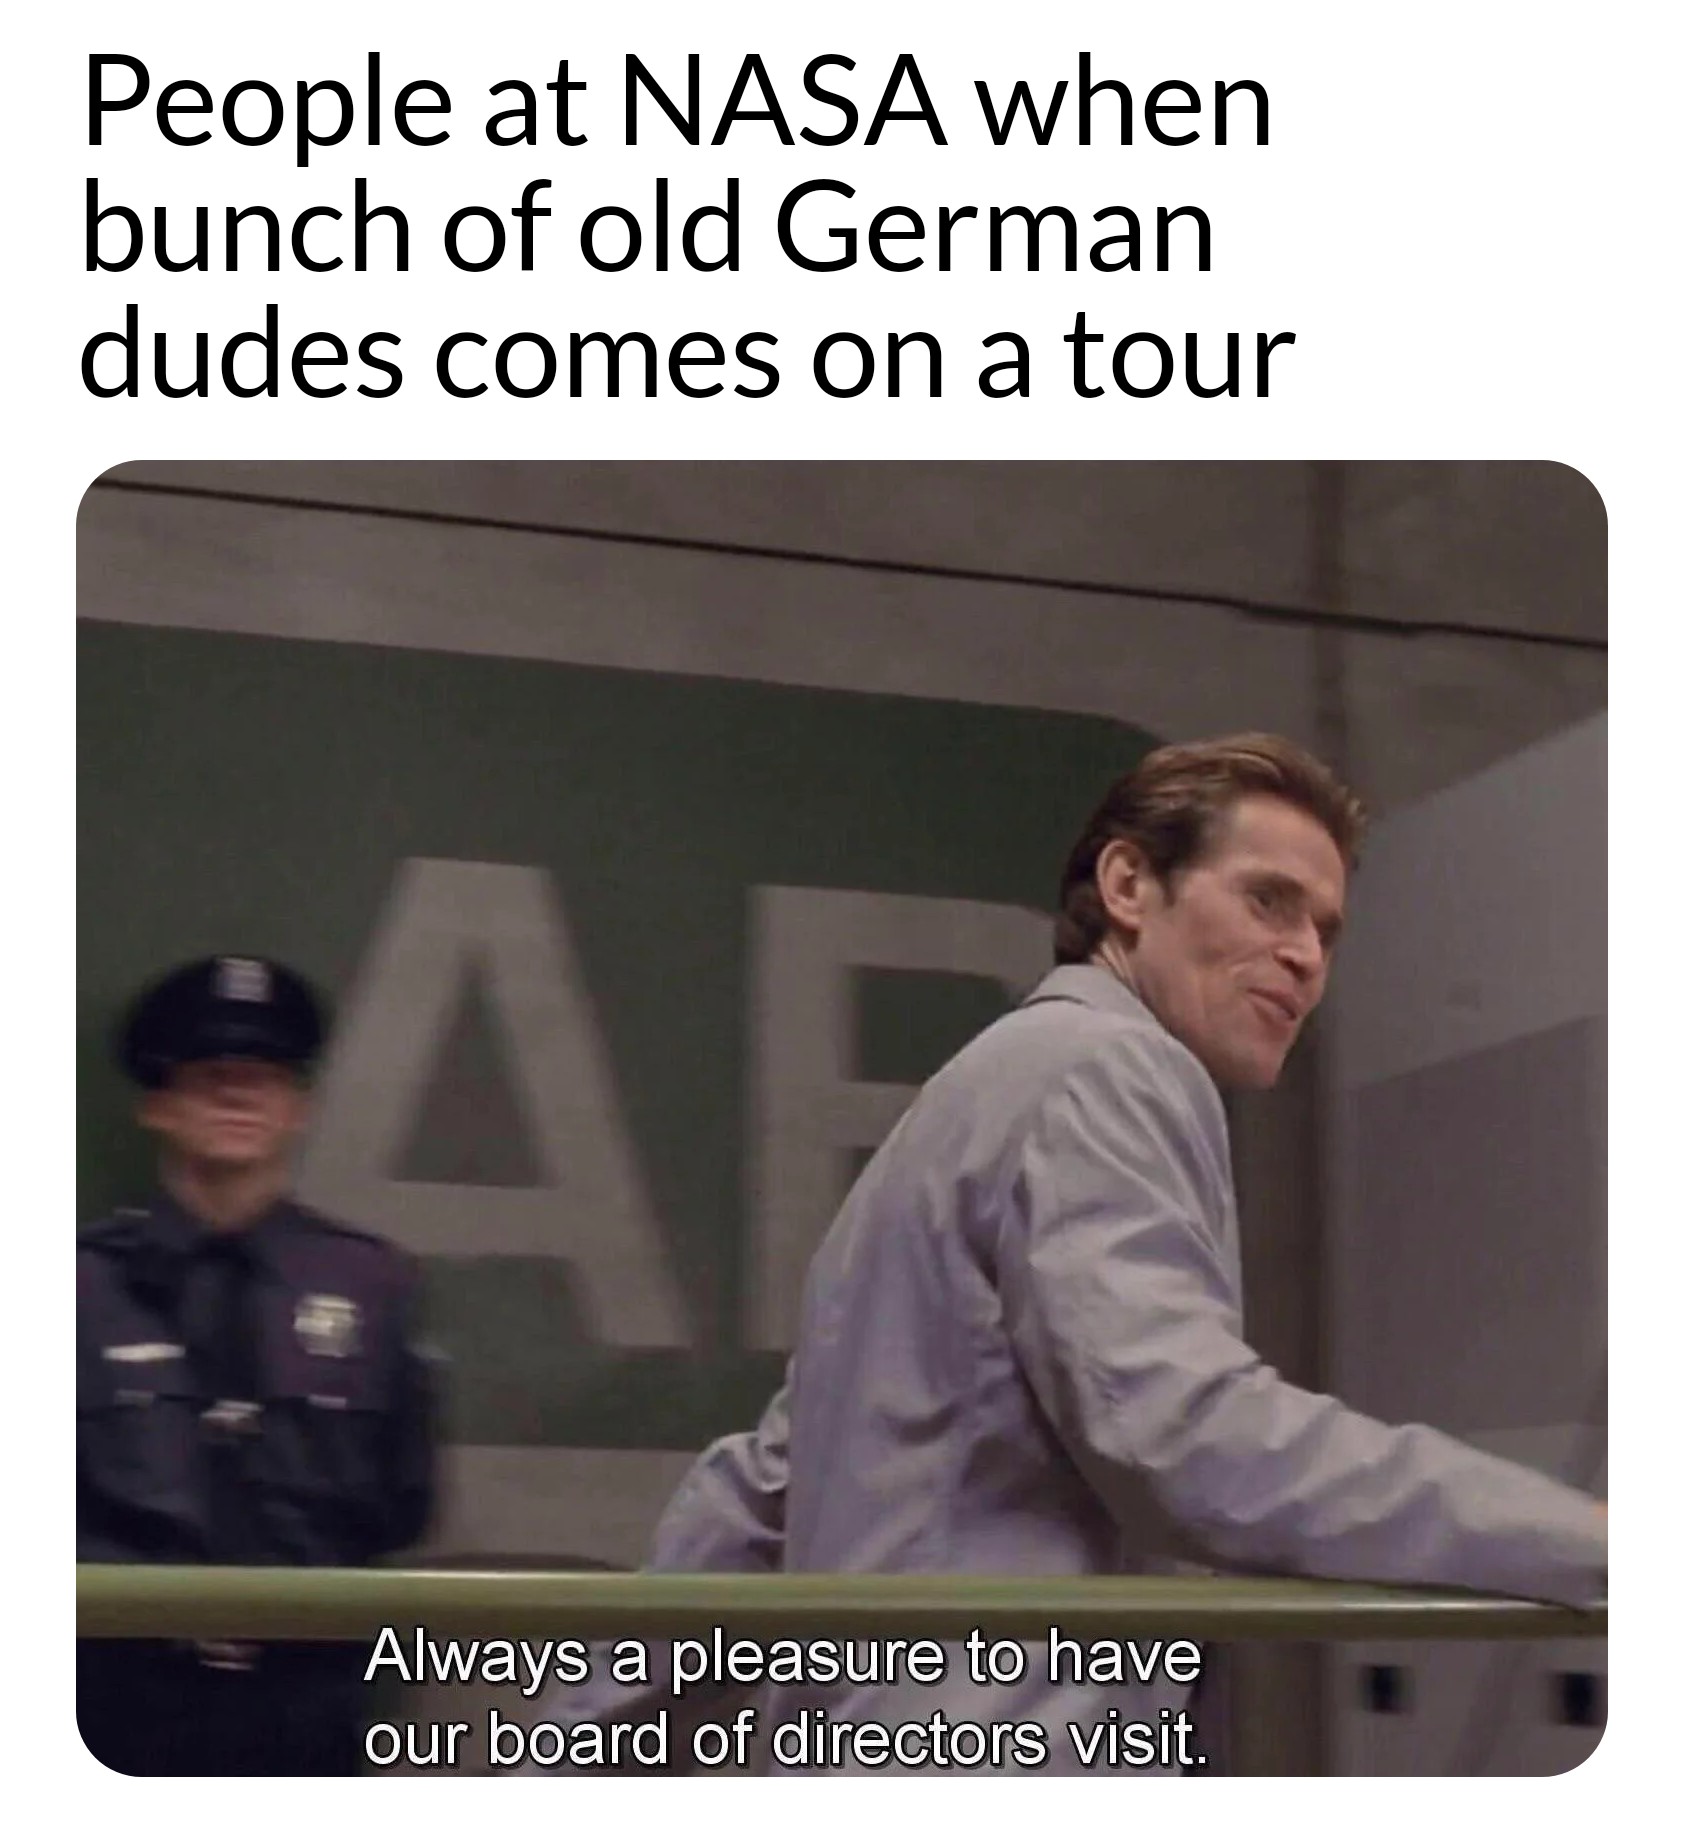 People at NASA when
bunch of old German
dudes comes on a tour
AR
Always a pleasure to have
our board of directors visit.